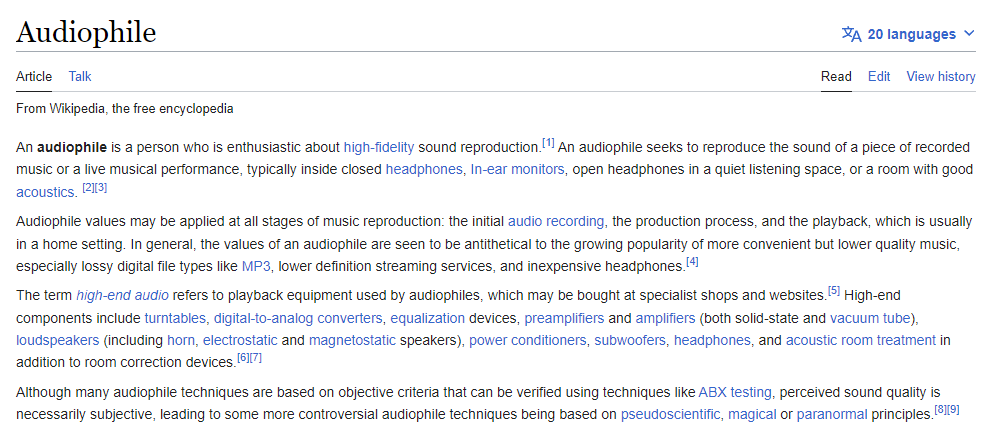 Audiophile
20 languages
Article Talk Read Edit View history
From Wikipedia, the free encyclopedia
An audiophile is a person who is enthusiastic about high-fidelity sound reproduction.[1] An audiophile seeks to reproduce the sound of a piece of recorded
music or a live musical performance, typically inside closed headphones, In-ear monitors, open headphones in a quiet listening space, or a room with good
acoustics. [2][3]
Audiophile values may be applied at all stages of music reproduction: the initial audio recording, the production process, and the playback, which is usually
in a home setting. In general, the values of an audiophile are seen to be antithetical to the growing popularity of more convenient but lower quality music,
especially lossy digital file types like MP3, lower definition streaming services, and inexpensive headphones.[4]
The term high-end audio refers to playback equipment used by audiophiles, which may be bought at specialist shops and websites.[5] High-end
components include turntables, digital-to-analog converters, equalization devices, preamplifiers and amplifiers (both solid-state and vacuum tube),
loudspeakers (including horn, electrostatic and magnetostatic speakers), power conditioners, subwoofers, headphones, and acoustic room treatment in
addition to room correction devices.[6][7]
Although many audiophile techniques are based on objective criteria that can be verified using techniques like ABX testing, perceived sound quality is
necessarily subjective, leading to some more controversial audiophile techniques being based on pseudoscientific, magical or paranormal principles.[8][9]